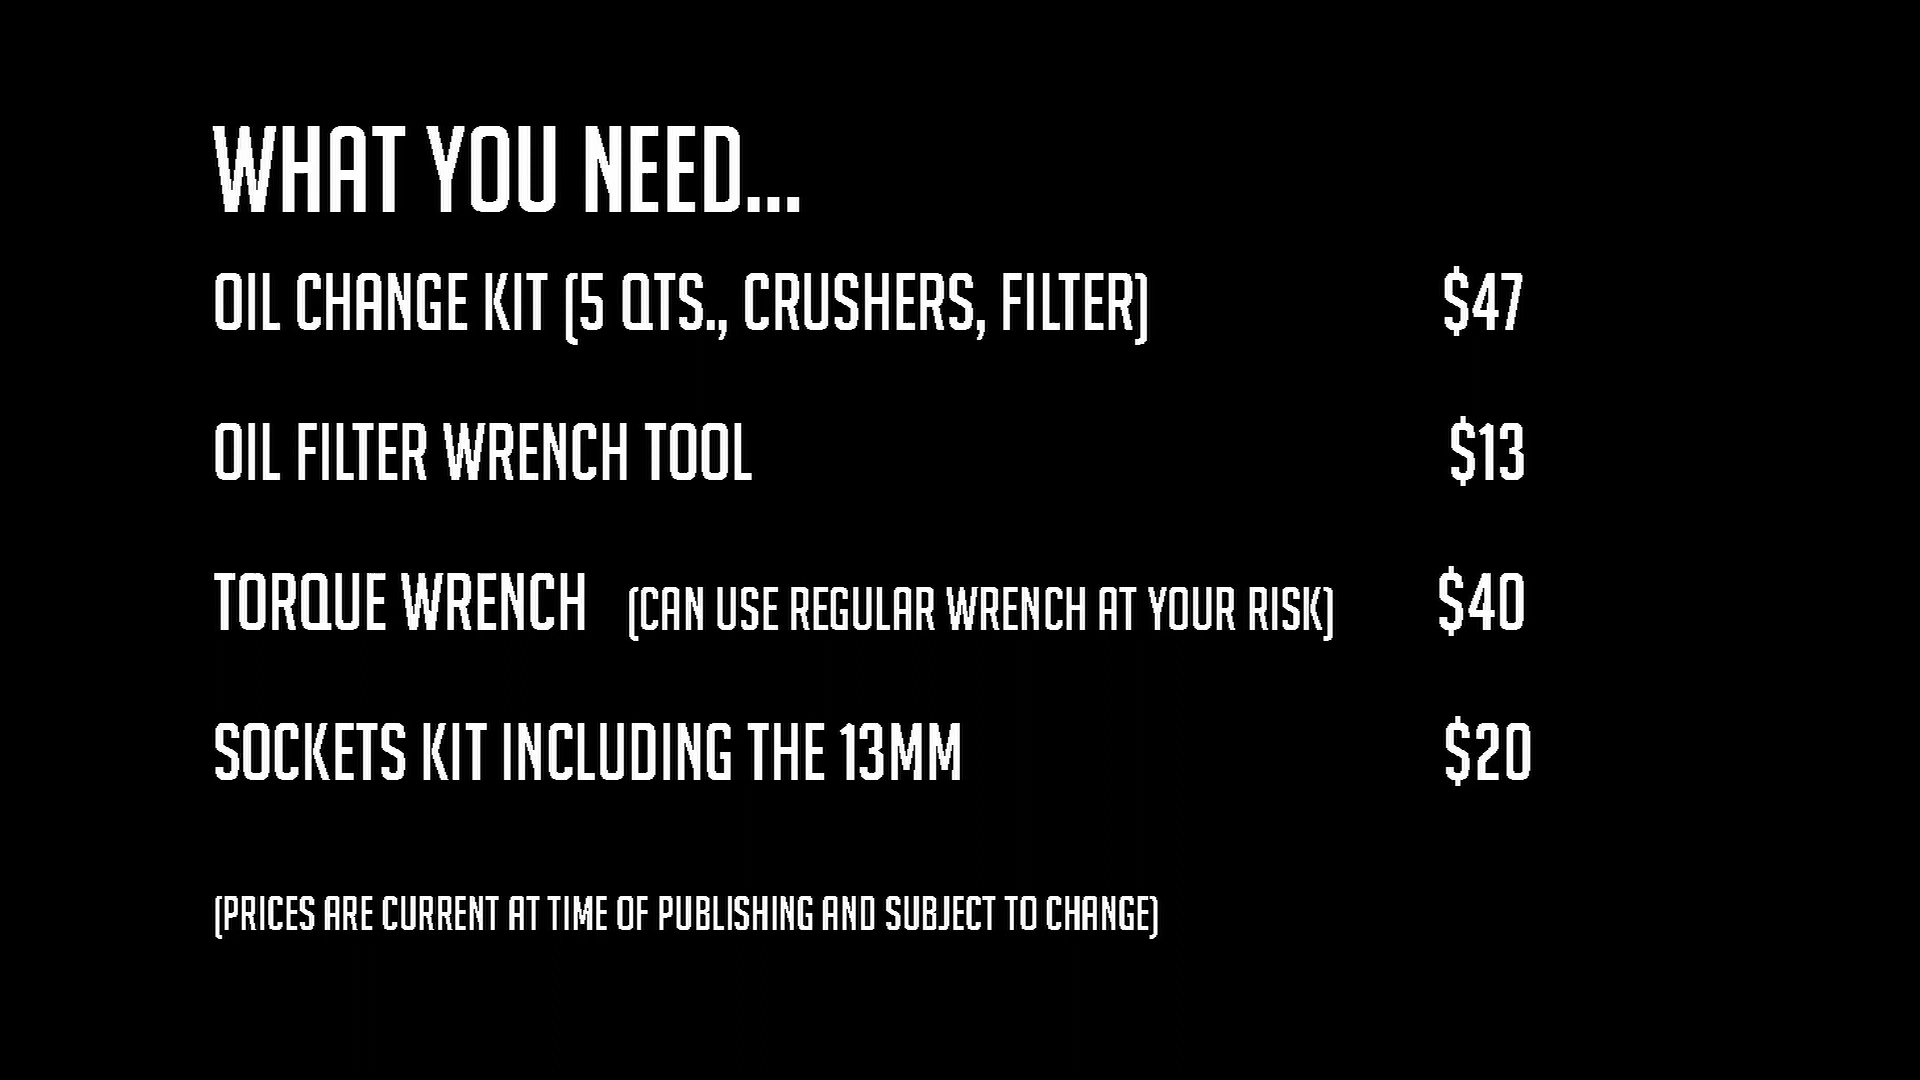 WHAT YOU NEED...
OIL CHANGE KIT (5 QTS., CRUSHERS, FILTER) $47
OIL FILTER WRENCH TOOL $13
TORQUE WRENCH (CAN USE REGULAR WRENCH AT YOUR RISK) $40
SOCKETS KIT INCLUDING THE 13MM $20
(PRICES ARE CURRENT AT TIME OF PUBLISHING AND SUBJECT TO CHANGE)